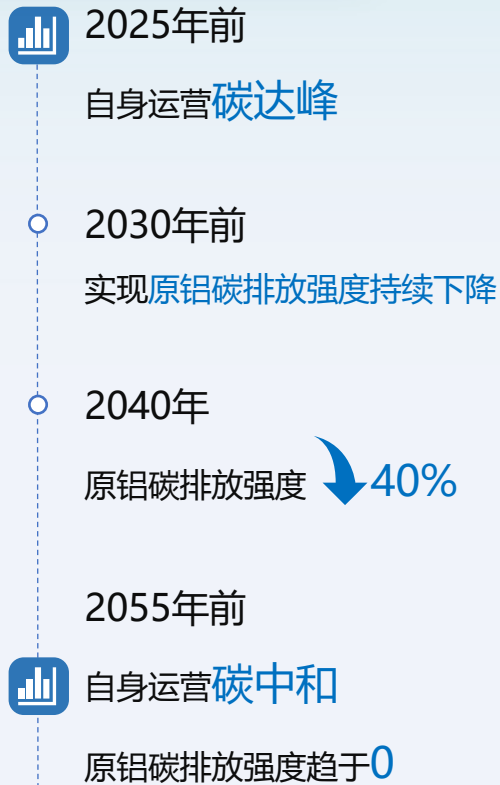 2025年前
自身运营碳达峰
2030年前
实现原铝碳排放强度持续下降
2040年
原铝碳排放强度 40%
2055年前
自身运营碳中和
原铝碳排放强度趋于0